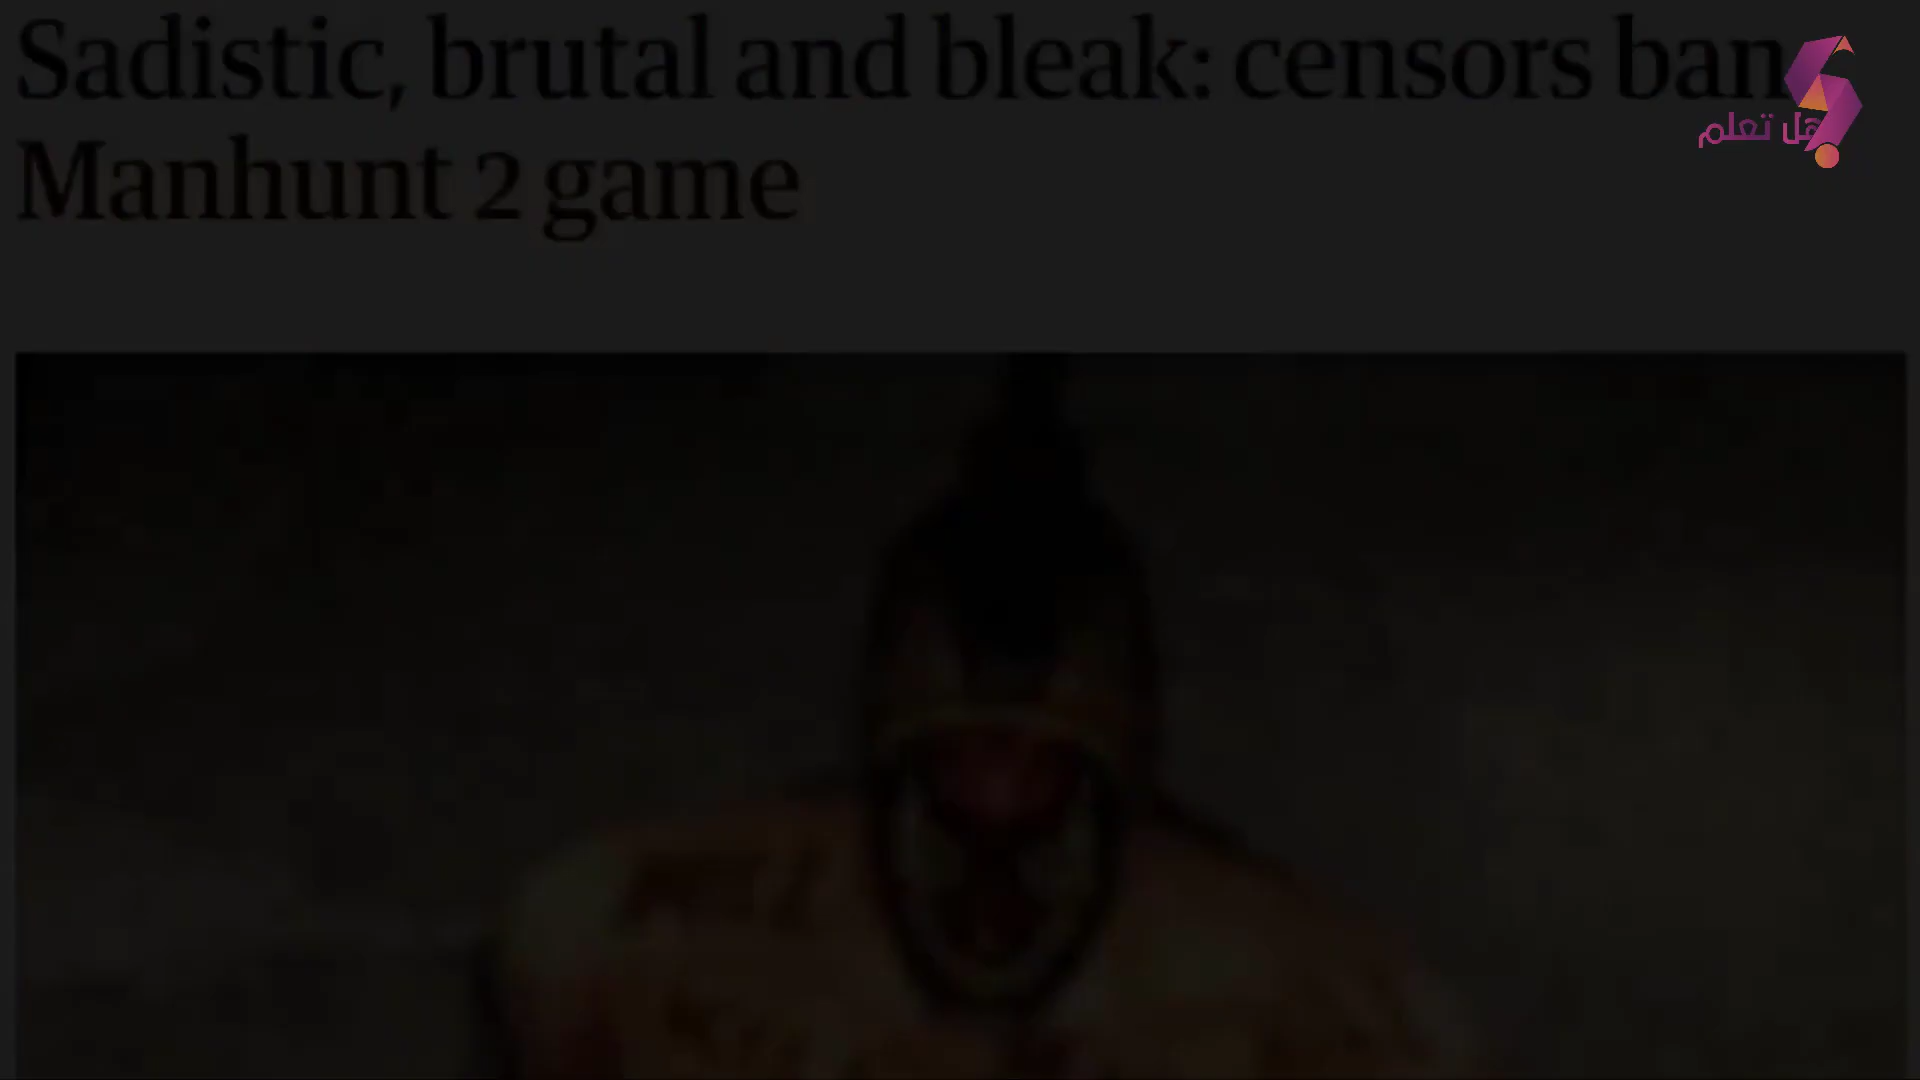 Sadistic, brutal and bleak: censors ban
Manhunt 2 game
هل تعلم